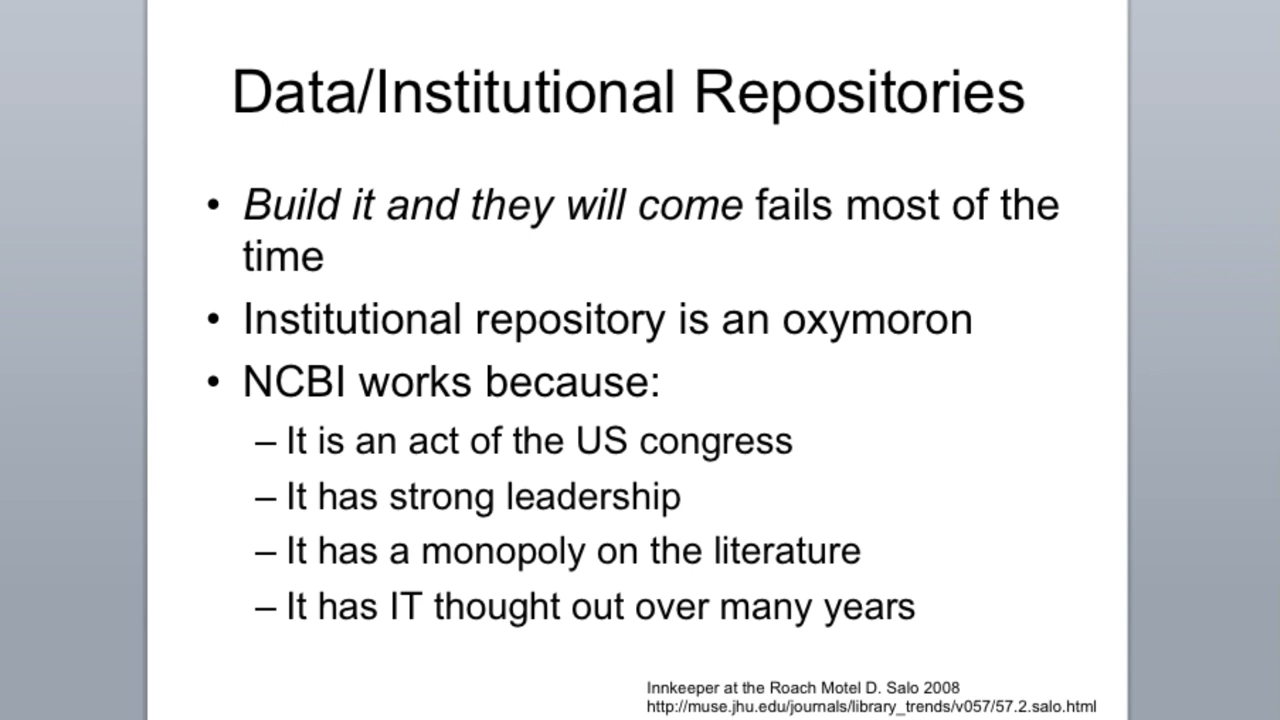 Data/Institutional Repositories
• Build it and they will come fails most of the
time
• Institutional repository is an oxymoron
• NCBI works because:
– It is an act of the US congress
– It has strong leadership
– It has a monopoly on the literature
– It has IT thought out over many years
Innkeeper at the Roach Motel D. Salo 2008
http://muse.jhu.edu/journals/library_trends/v057/57.2.salo.html